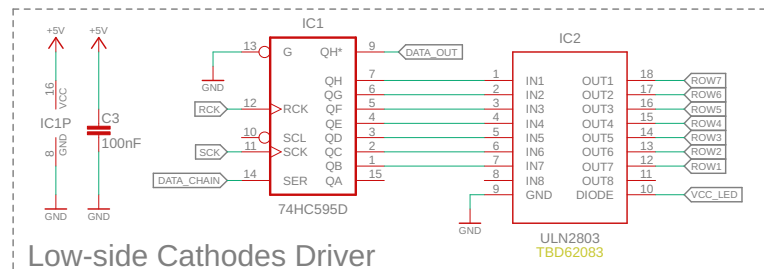 +5V
+5V
16
VCC
IC1P
GND
8
GND
C3
100nF
GND
IC1
13
G
QH*
9
DATA_OUT
GND
QH
7
QG
6
RCK
12
RCK
QF
5
QE
4
10
SCL
QD
3
SCK
11
SCK
QC
2
QB
1
DATA_CHAIN
14
SER
QA
15
74HC595D
IC2
1
IN1
OUT1
18
ROW7
2
IN2
OUT2
17
ROW6
3
IN3
OUT3
16
ROW5
4
IN4
OUT4
15
ROW4
5
IN5
OUT5
14
ROW3
6
IN6
OUT6
13
ROW2
7
IN7
OUT7
12
ROW1
8
IN8
OUT8
11
9
GND
DIODE
10
VCC_LED
GND
ULN2803
TBD62083
Low-side Cathodes Driver